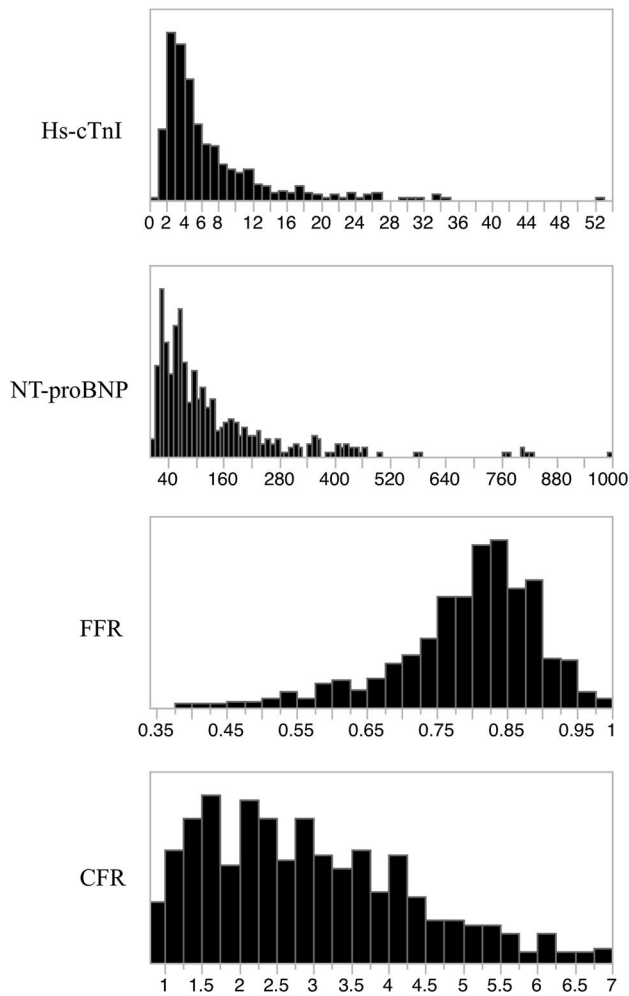 Hs-cTnI
0 2 4 6 8 12 16 20 24 28 32 36 40 44 48 52
NT-proBNP
40 160 280 400 520 640 760 880 1000
FFR
0.35 0.45 0.55 0.65 0.75 0.85 0.95 1
CFR
1 1.5 2 2.5 3 3.5 4 4.5 5 5.5 6 6.5 7